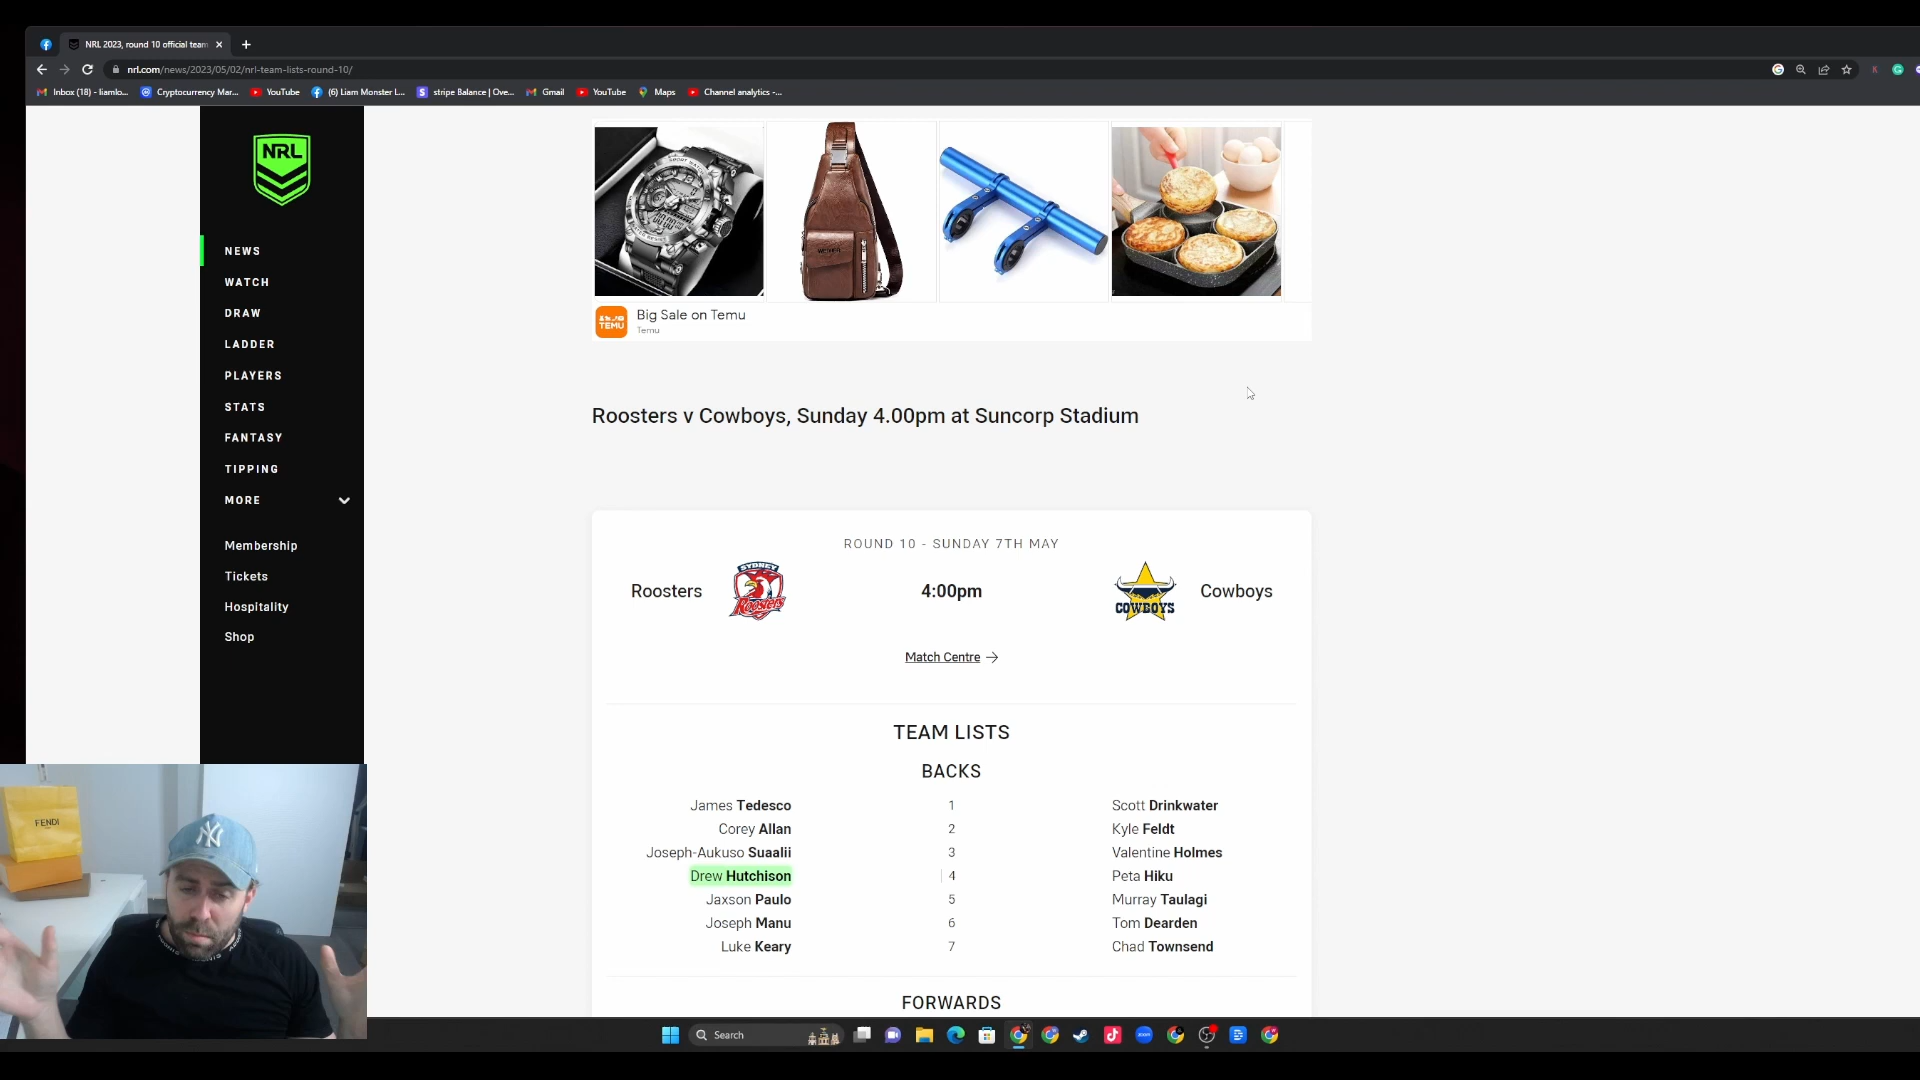 NRL 2023, round 10 official team
nrl.com/news/2023/05/02/nrl-team-lists-round-10/
Inbox (18) - liamlo...
Cryptocurrency Mar...
YouTube
(6) Liam Monster L...
stripe Balance | Ove...
Gmail
YouTube
Maps
Channel analytics -...
NRL
NEWS
WATCH
DRAW
LADDER
PLAYERS
STATS
FANTASY
TIPPING
MORE
Membership
Tickets
Hospitality
Shop
TEMU
Big Sale on Temu
Temu
Roosters v Cowboys, Sunday 4.00pm at Suncorp Stadium
ROUND 10 - SUNDAY 7TH MAY
Roosters
SYDNEY
Roosters
4:00pm
COWBOYS
Cowboys
Match Centre
TEAM LISTS
BACKS
James Tedesco 1 Scott Drinkwater
Corey Allan 2 Kyle Feldt
Joseph-Aukuso Suaalii 3 Valentine Holmes
Drew Hutchison 4 Peta Hiku
Jaxson Paulo 5 Murray Taulagi
Joseph Manu 6 Tom Dearden
Luke Keary 7 Chad Townsend
FORWARDS
FENDI
NY
Search
zoom